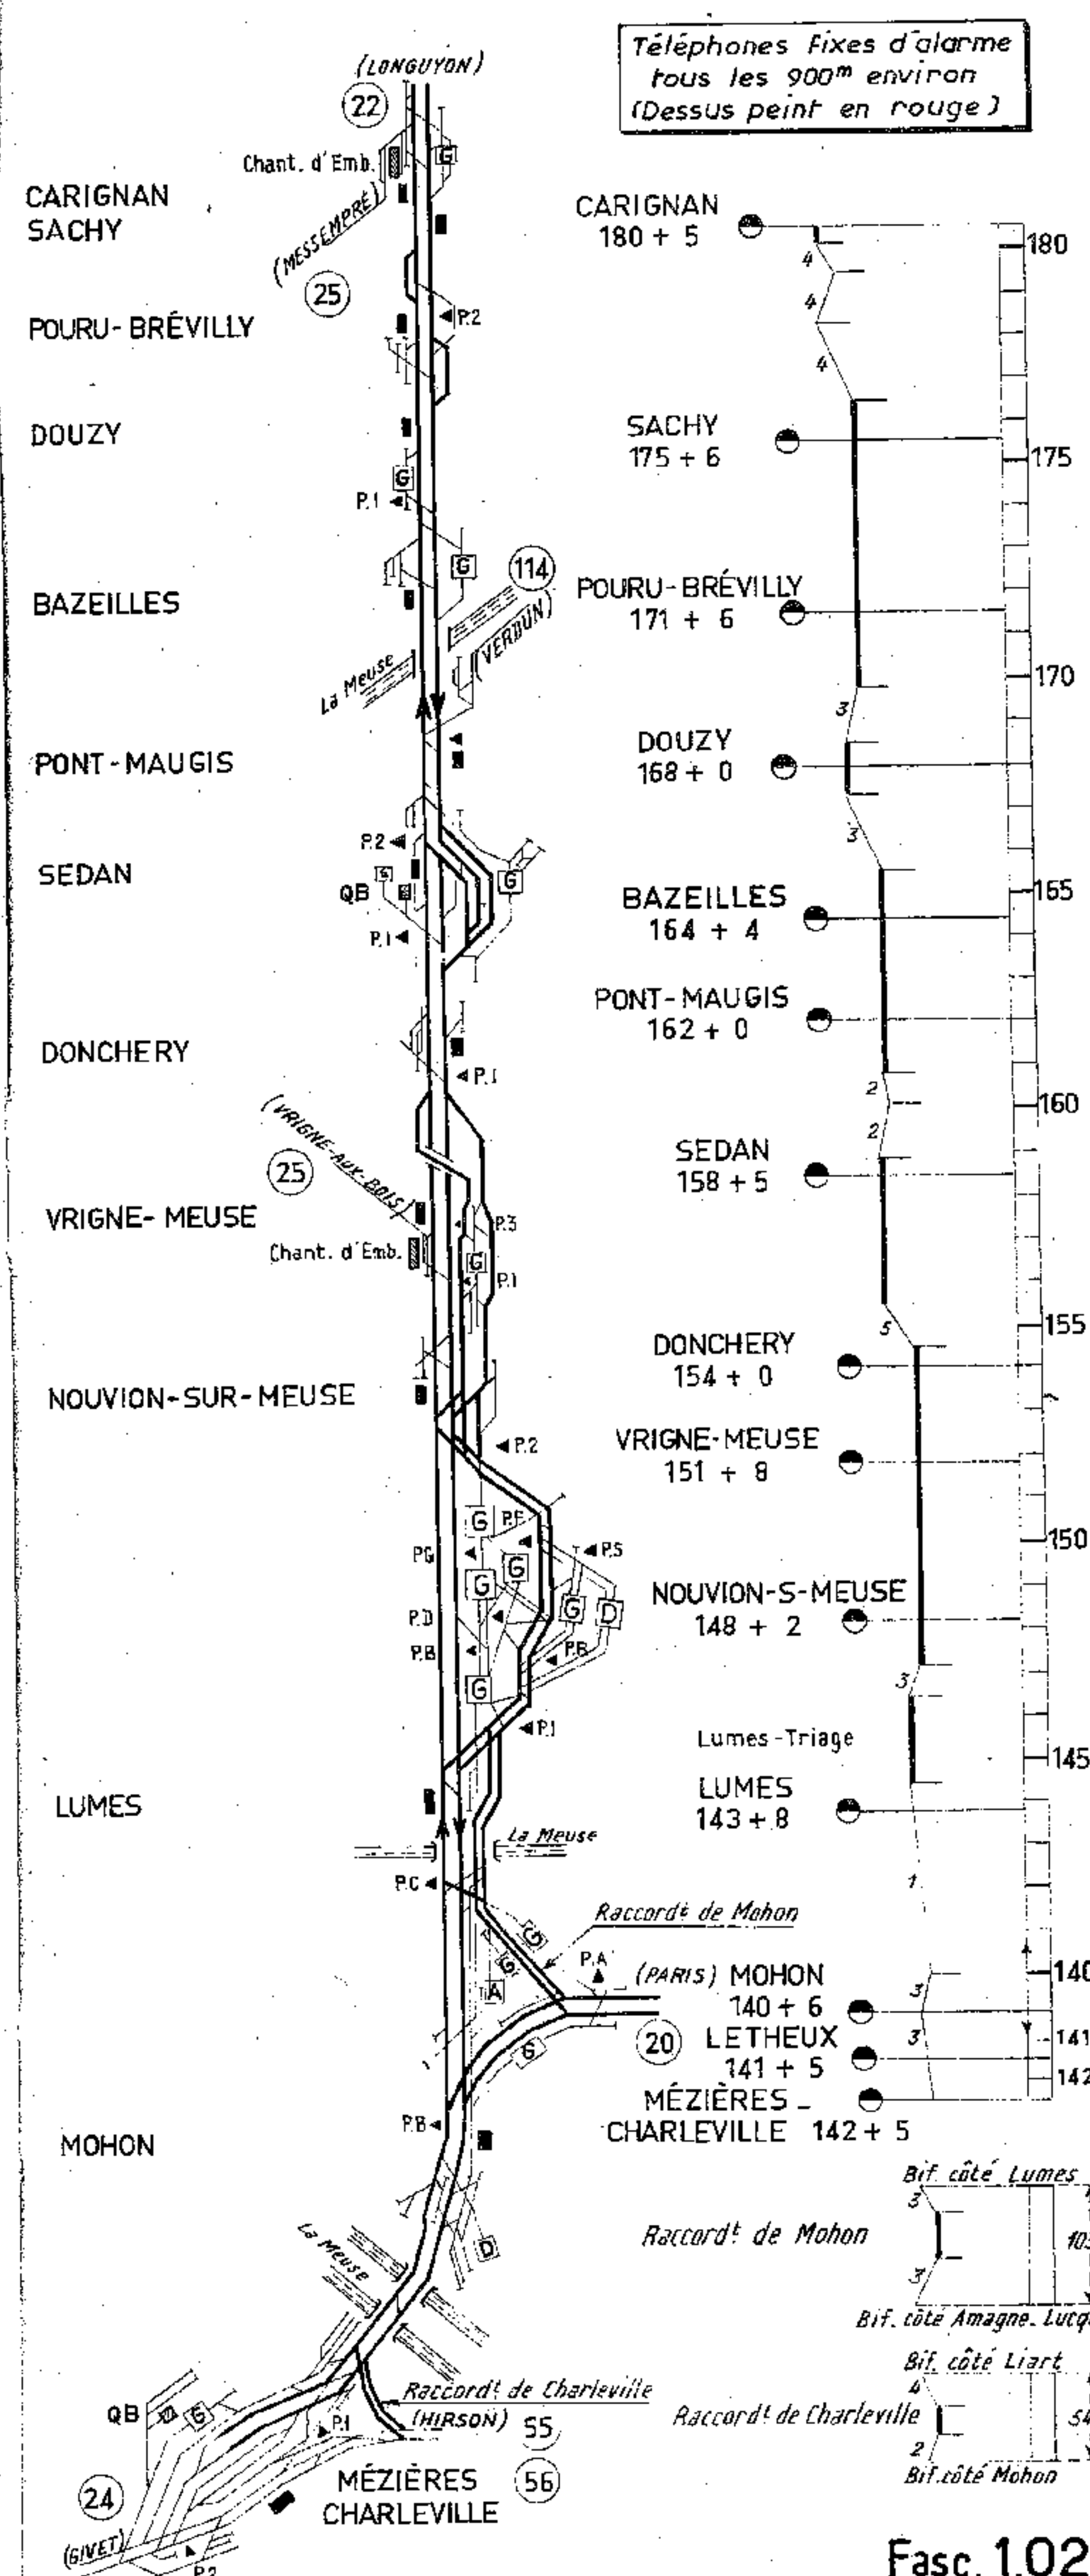 Téléphones Fixes d'alarme
tous les 900m environ
(Dessus peint en rouge)
(LONGUYON)
22
Chant. d'Emb.
G
CARIGNAN
SACHY
(MESSEMPRÉ)
25
POURU-BRÉVILLY
P.2
DOUZY
G
P.1
G
114
BAZEILLES
(VERDUN)
La Meuse
PONT-MAUGIS
P.2
SEDAN
QB
G
P.1
DONCHERY
P.1
(VRIGNE-AUX-BOIS)
25
VRIGNE-MEUSE
P.3
Chant. d'Emb.
G
P.1
NOUVION-SUR-MEUSE
P.2
G
P.G
G
P.S
G
G
D
P.D
P.B
P.B
G
P.1
LUMES
La Meuse
P.C
Raccordt de Mohon
G
G
A
P.A
(PARIS)
20
G
P.B
MOHON
D
La Meuse
Raccordt de Charleville
(HIRSON)
55
56
QB
G
P.1
24
(GIVET)
MÉZIÈRES
CHARLEVILLE
P.2
CARIGNAN
180 + 5
180
4
4
4
SACHY
175 + 6
175
POURU-BRÉVILLY
171 + 6
170
3
DOUZY
168 + 0
3
165
BAZEILLES
164 + 4
PONT-MAUGIS
162 + 0
2
160
2
SEDAN
158 + 5
155
5
DONCHERY
154 + 0
VRIGNE-MEUSE
151 + 8
150
NOUVION-S-MEUSE
148 + 2
3
Lumes-Triage
145
LUMES
143 + 8
1
140
MOHON
140 + 6
3
LETHEUX
141 + 5
3
141
142
MÉZIÈRES -
CHARLEVILLE 142 + 5
Bif. côté Lumes
3
Raccordt de Mohon
3
Bif. côté Amagne-Lucq
Bif. côté Liart
4
Raccordt de Charleville
2
Bif. côté Mohon
Fasc. 1.02